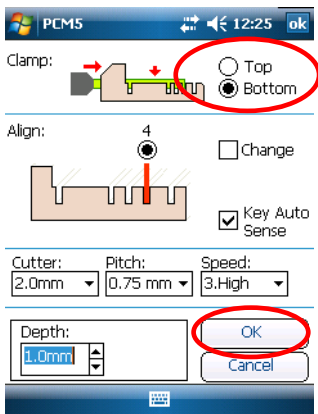 PCM5 12:25 ok
Clamp:
Top
Bottom
Align: 4
Change
Key Auto
Sense
Cutter: Pitch: Speed:
2.0mm 0.75 mm 3.High
Depth: OK
1.0mm
Cancel